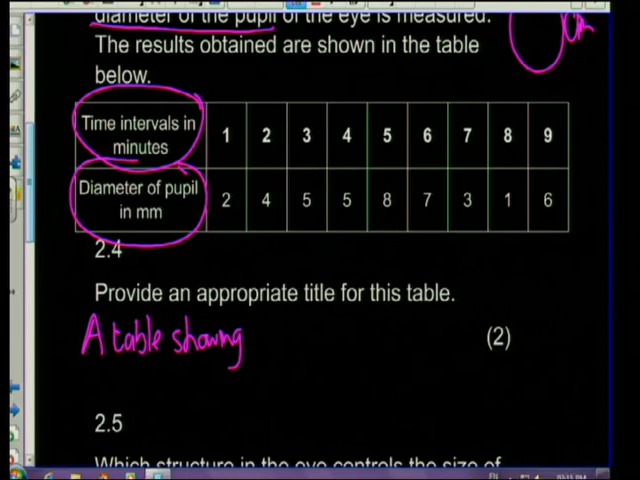 diameter of the pupil of the eye is measured.
The results obtained are shown in the table
below.
Time intervals in minutes 1 2 3 4 5 6 7 8 9
Diameter of pupil in mm 2 4 5 5 8 7 3 1 6
2.4
Provide an appropriate title for this table.
A table showing (2)
2.5
Which structure in the eye controls the size of